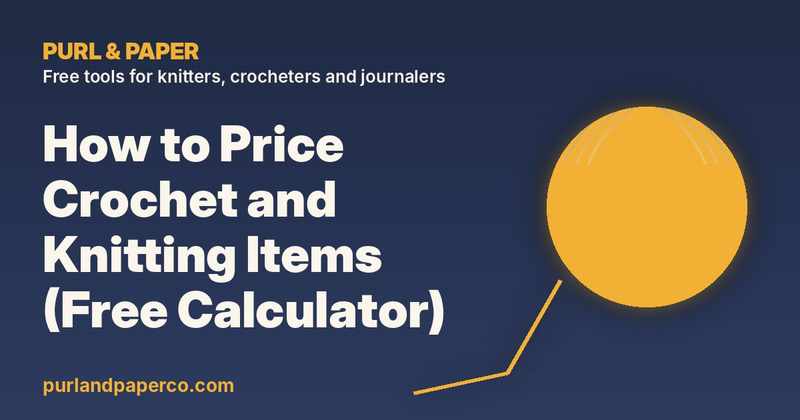 PURL & PAPER
Free tools for knitters, crocheters and journalers
How to Price
Crochet and
Knitting Items
(Free Calculator)
purlandpaperco.com